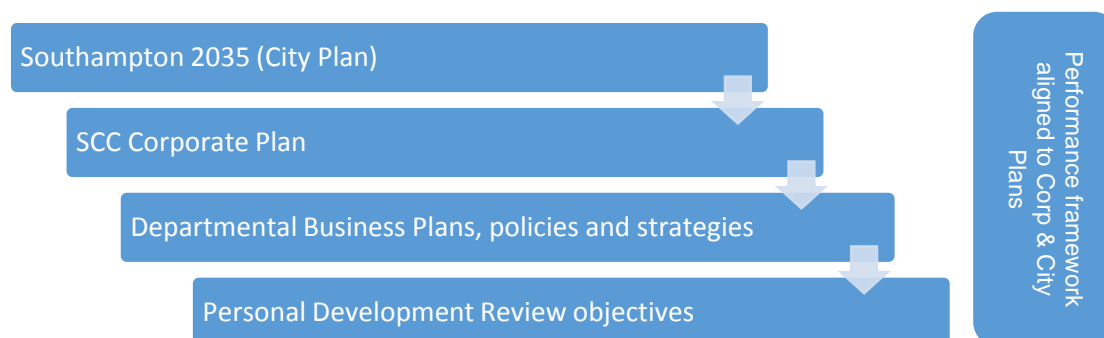 Southampton 2035 (City Plan)
SCC Corporate Plan
Departmental Business Plans, policies and strategies
Personal Development Review objectives
Performance framework
aligned to Corp & City
Plans